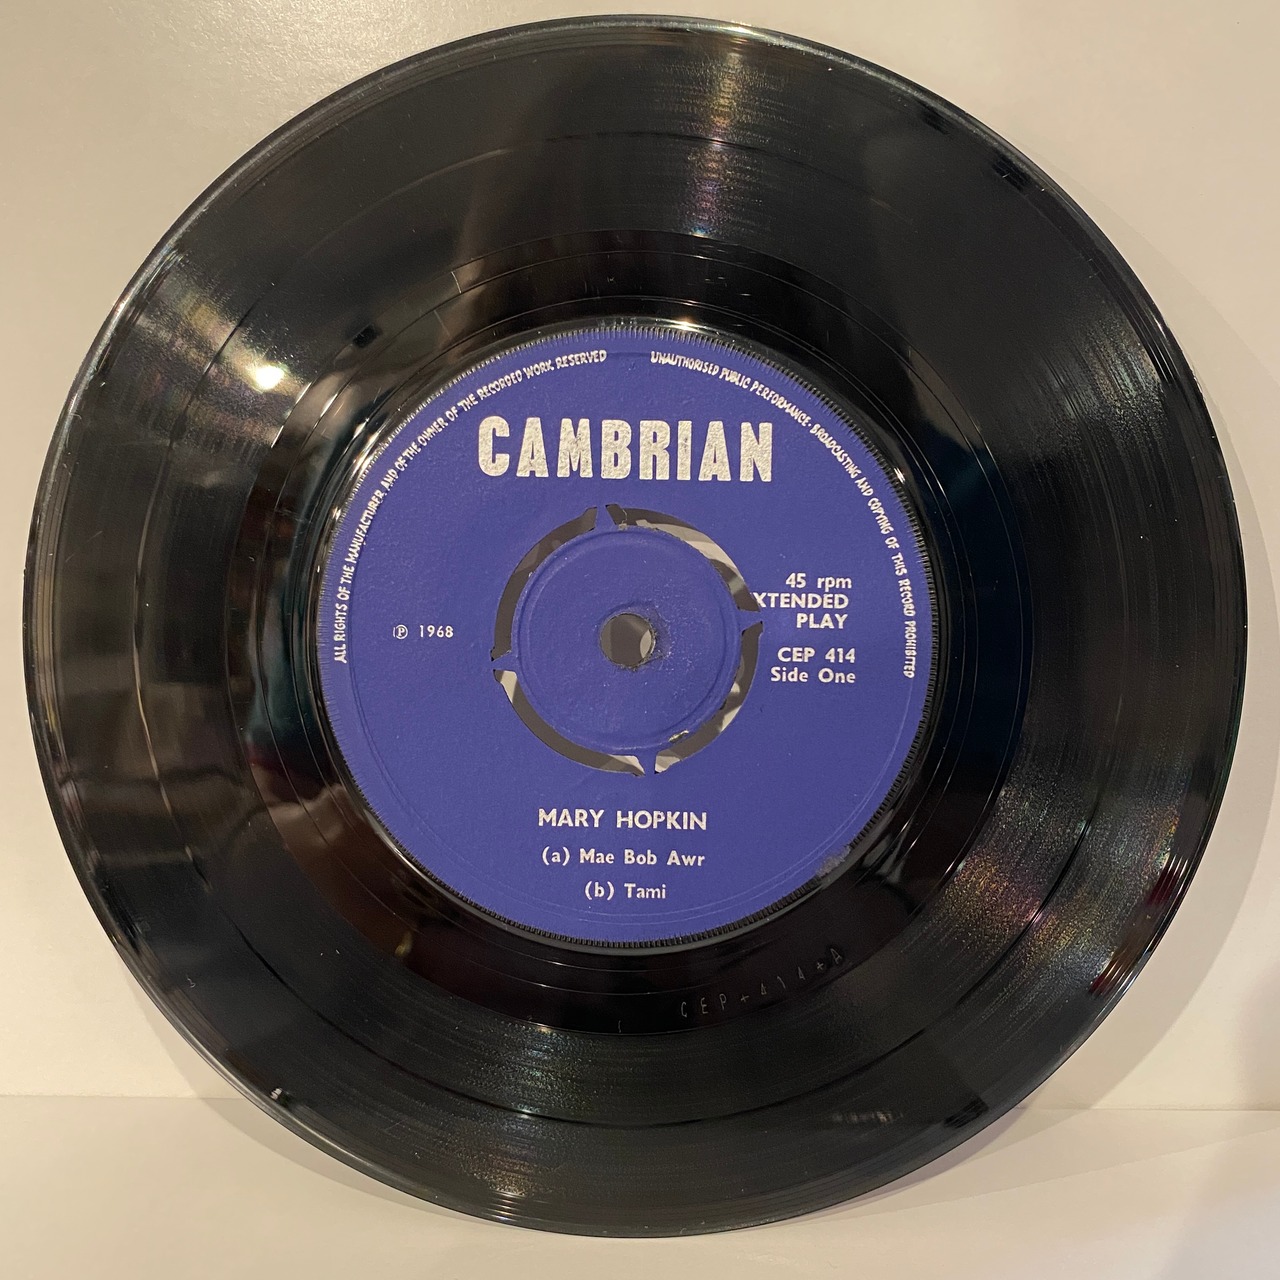 ALL RIGHTS OF THE MANUFACTURER AND OF THE OWNER OF THE RECORDED WORK RESERVED
UNAUTHORISED PUBLIC PERFORMANCE · BROADCASTING AND COPYING OF THIS RECORD PROHIBITED
CAMBRIAN
45 rpm
XTENDED
PLAY
℗ 1968
CEP 414
Side One
MARY HOPKIN
(a) Mae Bob Awr
(b) Tami
CEP + 414 + A